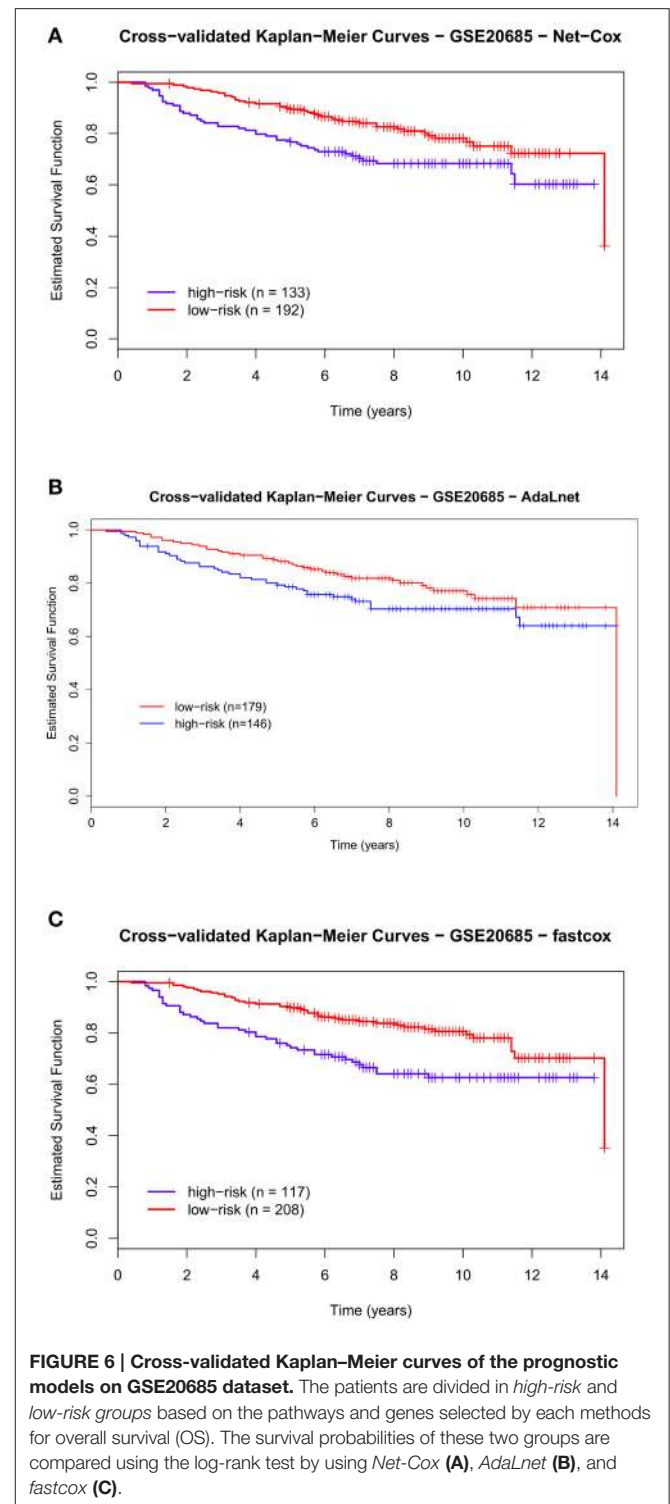 A
Cross−validated Kaplan−Meier Curves − GSE20685 − Net−Cox
Estimated Survival Function
0.0 0.2 0.4 0.6 0.8 1.0
high−risk (n = 133)
low−risk (n = 192)
0 2 4 6 8 10 12 14
Time (years)
B
Cross−validated Kaplan−Meier Curves − GSE20685 − AdaLnet
Estimated Survival Function
0.0 0.2 0.4 0.6 0.8 1.0
low−risk (n=179)
high−risk (n=146)
0 2 4 6 8 10 12 14
Time (years)
C
Cross−validated Kaplan−Meier Curves − GSE20685 − fastcox
Estimated Survival Function
0.0 0.2 0.4 0.6 0.8 1.0
high−risk (n = 117)
low−risk (n = 208)
0 2 4 6 8 10 12 14
Time (years)
FIGURE 6 | Cross-validated Kaplan–Meier curves of the prognostic
models on GSE20685 dataset. The patients are divided in high-risk and
low-risk groups based on the pathways and genes selected by each methods
for overall survival (OS). The survival probabilities of these two groups are
compared using the log-rank test by using Net-Cox (A), AdaLnet (B), and
fastcox (C).